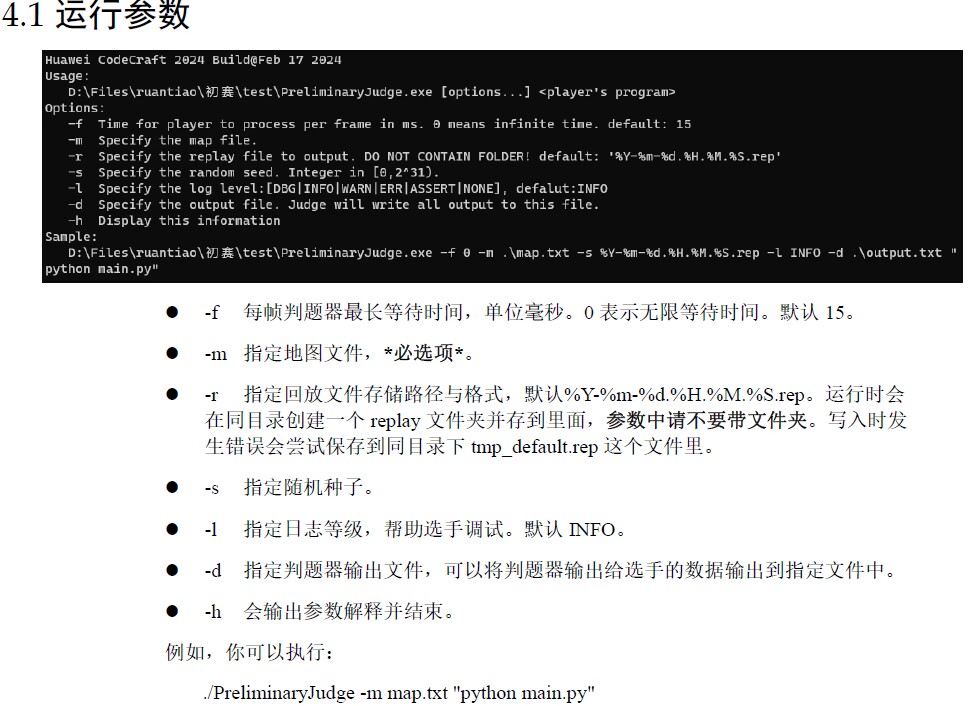 4.1 运行参数
Huawei CodeCraft 2024 Build@Feb 17 2024
Usage:
D:\Files\ruantiao\初赛\test\PreliminaryJudge.exe [options...] <player's program>
Options:
-f Time for player to process per frame in ms. 0 means infinite time. default: 15
-m Specify the map file.
-r Specify the replay file to output. DO NOT CONTAIN FOLDER! default: '%Y-%m-%d.%H.%M.%S.rep'
-s Specify the random seed. Integer in [0,2^31).
-l Specify the log level:[DBG|INFO|WARN|ERR|ASSERT|NONE], defalut:INFO
-d Specify the output file. Judge will write all output to this file.
-h Display this information
Sample:
D:\Files\ruantiao\初赛\test\PreliminaryJudge.exe -f 0 -m .\map.txt -s %Y-%m-%d.%H.%M.%S.rep -l INFO -d .\output.txt "
python main.py"
● -f 每帧判题器最长等待时间，单位毫秒。0 表示无限等待时间。默认 15。
● -m 指定地图文件，*必选项*。
● -r 指定回放文件存储路径与格式，默认%Y-%m-%d.%H.%M.%S.rep。运行时会
在同目录创建一个 replay 文件夹并存到里面，参数中请不要带文件夹。写入时发
生错误会尝试保存到同目录下 tmp_default.rep 这个文件里。
● -s 指定随机种子。
● -l 指定日志等级，帮助选手调试。默认 INFO。
● -d 指定判题器输出文件，可以将判题器输出给选手的数据输出到指定文件中。
● -h 会输出参数解释并结束。
例如，你可以执行：
./PreliminaryJudge -m map.txt "python main.py"